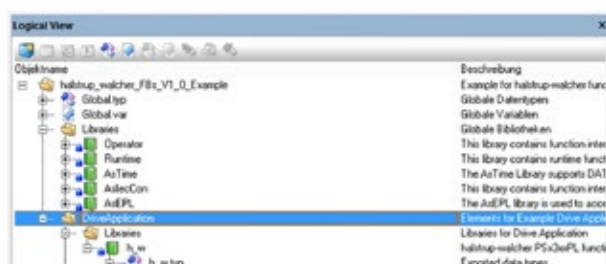 Logical View
Objektname Beschreibung
halstrup_walcher_FBs_V1_0_Example Example for halstrup-walcher func
Global.typ Globale Datentypen
Global.var Globale Variablen
Libraries Globale Bibliotheken
Operator This library contains function inter
Runtime This library contains runtime funct
AsTime The AsTime Library supports DAT
AsIecCon This library contains function inter
AsEPL The AsEPL library is used to acce
DriveApplication Elements for Example Drive Appli
Libraries Libraries for Drive Application
h_w halstrup-walcher PSx3xxPL functi
h_w.typ Exported data types